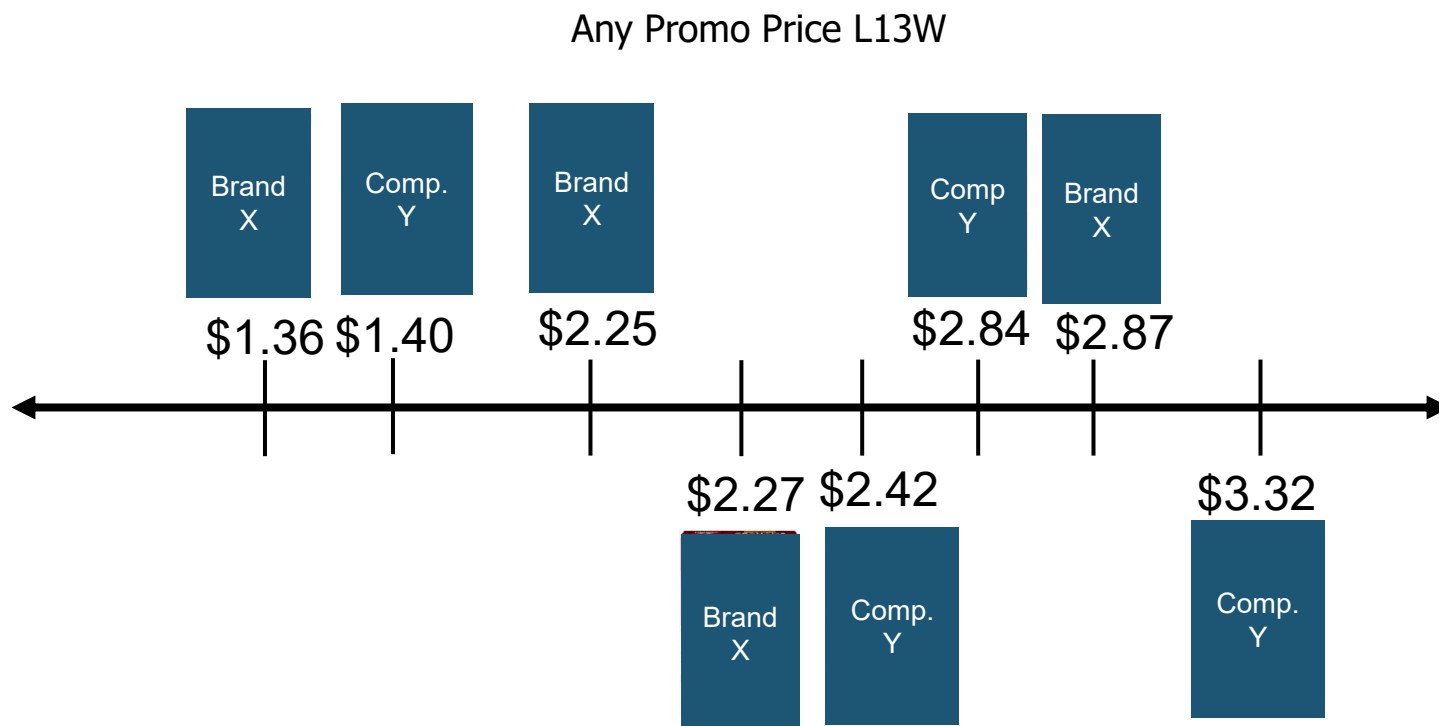 Any Promo Price L13W
Brand
X
Comp.
Y
Brand
X
Comp
Y
Brand
X
$1.36
$1.40
$2.25
$2.84
$2.87
$2.27
$2.42
$3.32
Brand
X
Comp.
Y
Comp.
Y